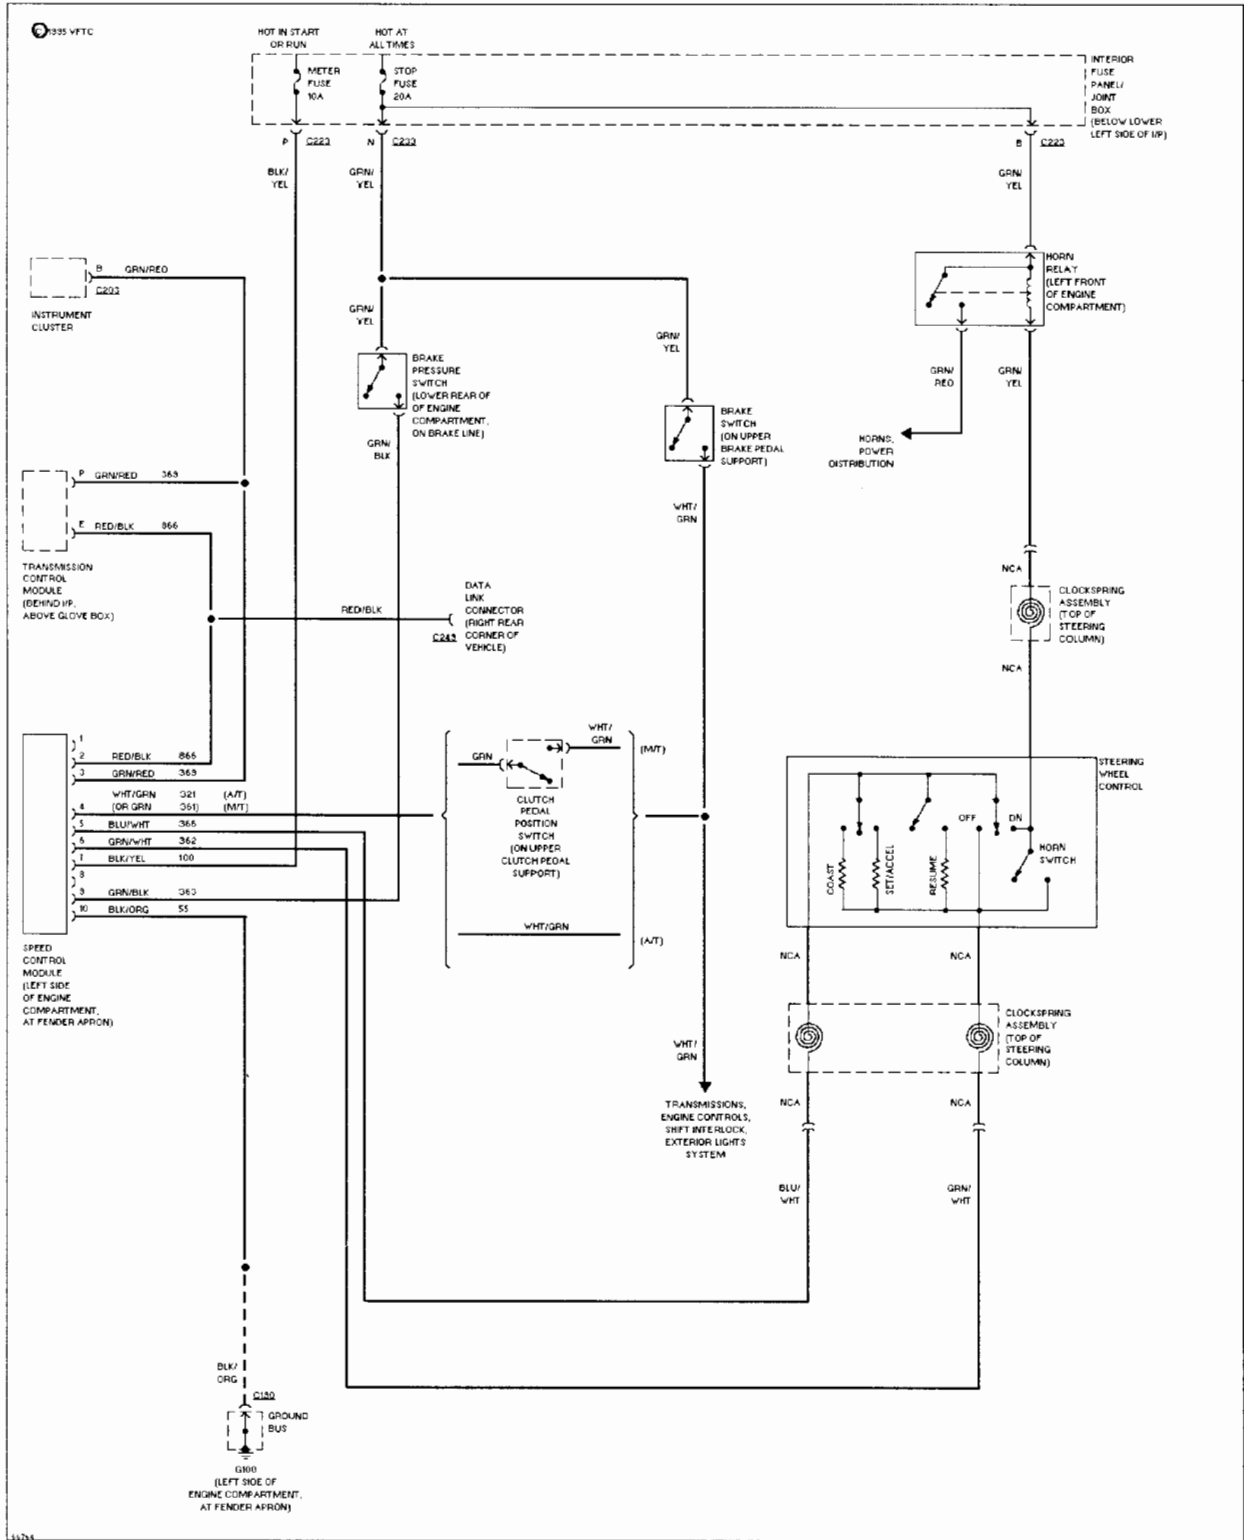 © 1995 VFTC
HOT IN START
OR RUN
HOT AT
ALL TIMES
METER
FUSE
10A
STOP
FUSE
20A
INTERIOR
FUSE
PANEL/
JOINT
BOX
(BELOW LOWER
LEFT SIDE OF I/P)
P C223
N C233
B C223
BLK/
YEL
GRN/
YEL
GRN/
YEL
B GRN/RED
C203
INSTRUMENT
CLUSTER
HORN
RELAY
(LEFT FRONT
OF ENGINE
COMPARTMENT)
GRN/
YEL
GRN/
YEL
BRAKE
PRESSURE
SWITCH
(LOWER REAR OF
OF ENGINE
COMPARTMENT,
ON BRAKE LINE)
GRN/
BLK
BRAKE
SWITCH
(ON UPPER
BRAKE PEDAL
SUPPORT)
GRN/
RED
GRN/
YEL
HORNS,
POWER
DISTRIBUTION
P GRN/RED 369
E RED/BLK 866
TRANSMISSION
CONTROL
MODULE
(BEHIND I/P,
ABOVE GLOVE BOX)
WHT/
GRN
RED/BLK
C249
DATA
LINK
CONNECTOR
(RIGHT REAR
CORNER OF
VEHICLE)
NCA
CLOCKSPRING
ASSEMBLY
(TOP OF
STEERING
COLUMN)
NCA
1
2 RED/BLK 866
3 GRN/RED 369
WHT/GRN 321 (A/T)
4 (OR GRN 361) (M/T)
5 BLU/WHT 366
6 GRN/WHT 362
7 BLK/YEL 100
8
9 GRN/BLK 363
10 BLK/ORG 55
SPEED
CONTROL
MODULE
(LEFT SIDE
OF ENGINE
COMPARTMENT,
AT FENDER APRON)
GRN
WHT/
GRN
(M/T)
CLUTCH
PEDAL
POSITION
SWITCH
(ON UPPER
CLUTCH PEDAL
SUPPORT)
WHT/GRN
(A/T)
STEERING
WHEEL
CONTROL
OFF
ON
HORN
SWITCH
COAST
SET/ACCEL
RESUME
NCA
NCA
CLOCKSPRING
ASSEMBLY
(TOP OF
STEERING
COLUMN)
WHT/
GRN
NCA
NCA
TRANSMISSIONS,
ENGINE CONTROLS,
SHIFT INTERLOCK,
EXTERIOR LIGHTS
SYSTEM
BLU/
WHT
GRN/
WHT
BLK/
ORG
C190
GROUND
BUS
G100
(LEFT SIDE OF
ENGINE COMPARTMENT,
AT FENDER APRON)